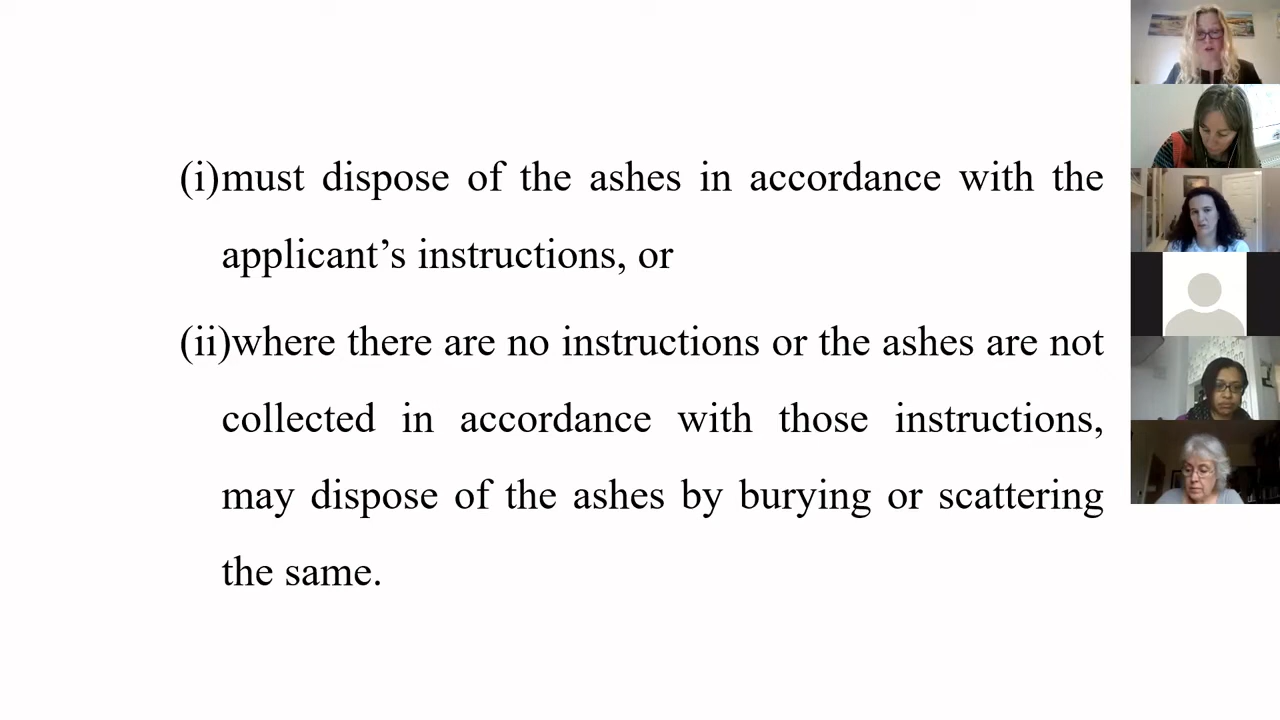 (i)must dispose of the ashes in accordance with the
applicant’s instructions, or
(ii)where there are no instructions or the ashes are not
collected in accordance with those instructions,
may dispose of the ashes by burying or scattering
the same.